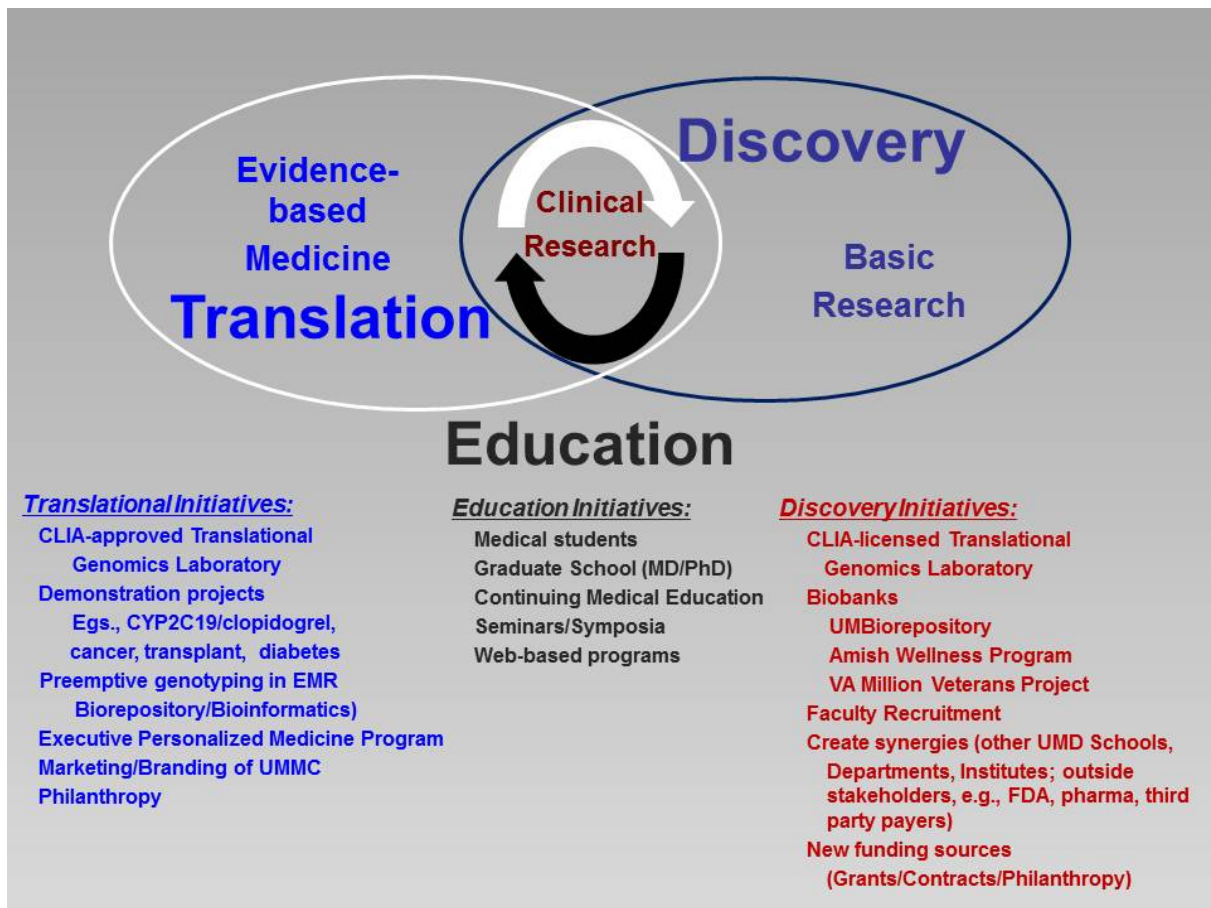 Discovery
Evidence-
based
Medicine
Translation
Clinical
Research
Basic
Research
Education
Translational Initiatives:
CLIA-approved Translational
Genomics Laboratory
Demonstration projects
Egs., CYP2C19/clopidogrel,
cancer, transplant, diabetes
Preemptive genotyping in EMR
Biorepository/Bioinformatics)
Executive Personalized Medicine Program
Marketing/Branding of UMMC
Philanthropy
Education Initiatives:
Medical students
Graduate School (MD/PhD)
Continuing Medical Education
Seminars/Symposia
Web-based programs
Discovery Initiatives:
CLIA-licensed Translational
Genomics Laboratory
Biobanks
UMBiorepository
Amish Wellness Program
VA Million Veterans Project
Faculty Recruitment
Create synergies (other UMD Schools,
Departments, Institutes; outside
stakeholders, e.g., FDA, pharma, third
party payers)
New funding sources
(Grants/Contracts/Philanthropy)